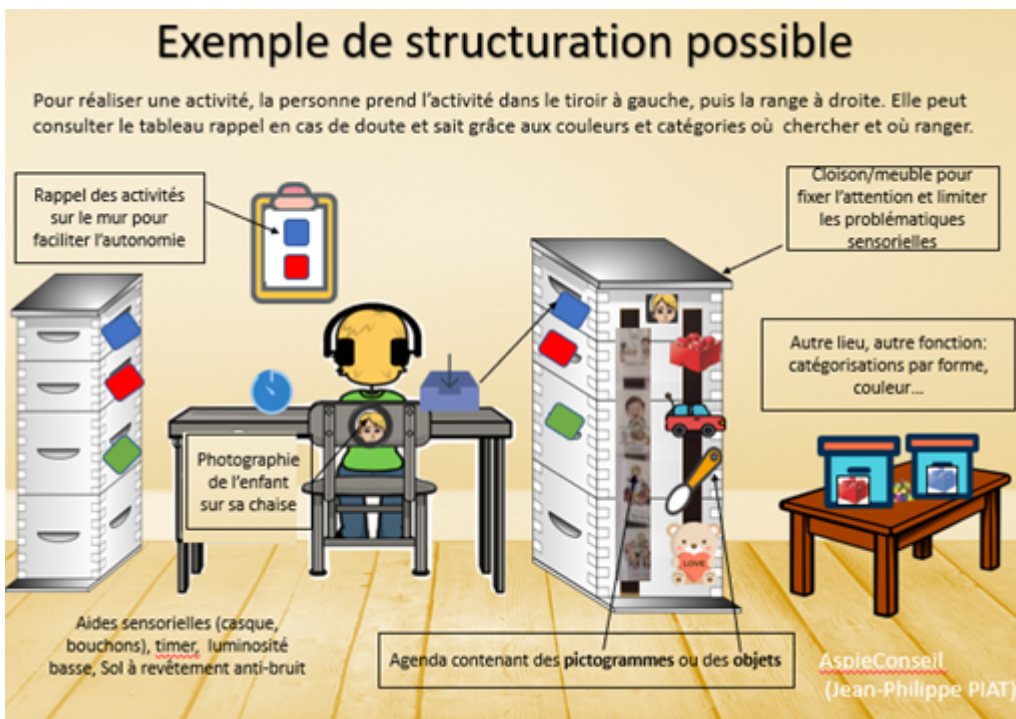 Exemple de structuration possible
Pour réaliser une activité, la personne prend l’activité dans le tiroir à gauche, puis la range à droite. Elle peut
consulter le tableau rappel en cas de doute et sait grâce aux couleurs et catégories où chercher et où ranger.
Rappel des activités
sur le mur pour
faciliter l’autonomie
Cloison/meuble pour
fixer l’attention et limiter
les problématiques
sensorielles
Autre lieu, autre fonction:
catégorisations par forme,
couleur...
Photographie
de l’enfant
sur sa chaise
LOVE
Aides sensorielles (casque,
bouchons), timer, luminosité
basse, Sol à revêtement anti-bruit
Agenda contenant des pictogrammes ou des objets
AspieConseil
(Jean-Philippe PIAT)